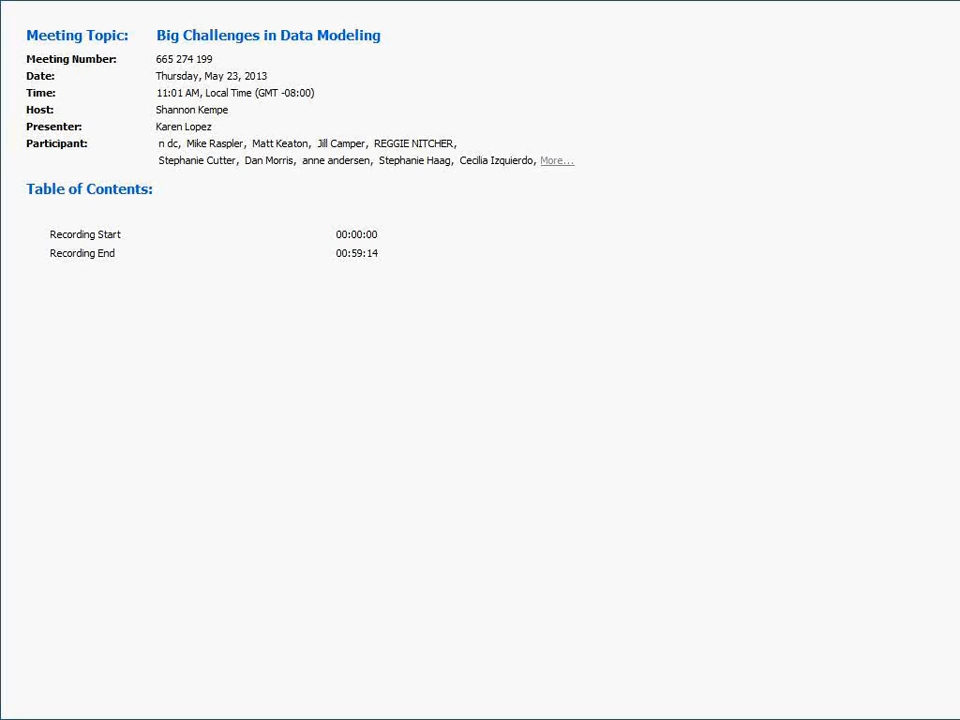 Meeting Topic: Big Challenges in Data Modeling
Meeting Number: 665 274 199
Date: Thursday, May 23, 2013
Time: 11:01 AM, Local Time (GMT -08:00)
Host: Shannon Kempe
Presenter: Karen Lopez
Participant: n dc, Mike Raspler, Matt Keaton, Jill Camper, REGGIE NITCHER,
Stephanie Cutter, Dan Morris, anne andersen, Stephanie Haag, Cecilia Izquierdo, More...
Table of Contents:
Recording Start 00:00:00
Recording End 00:59:14